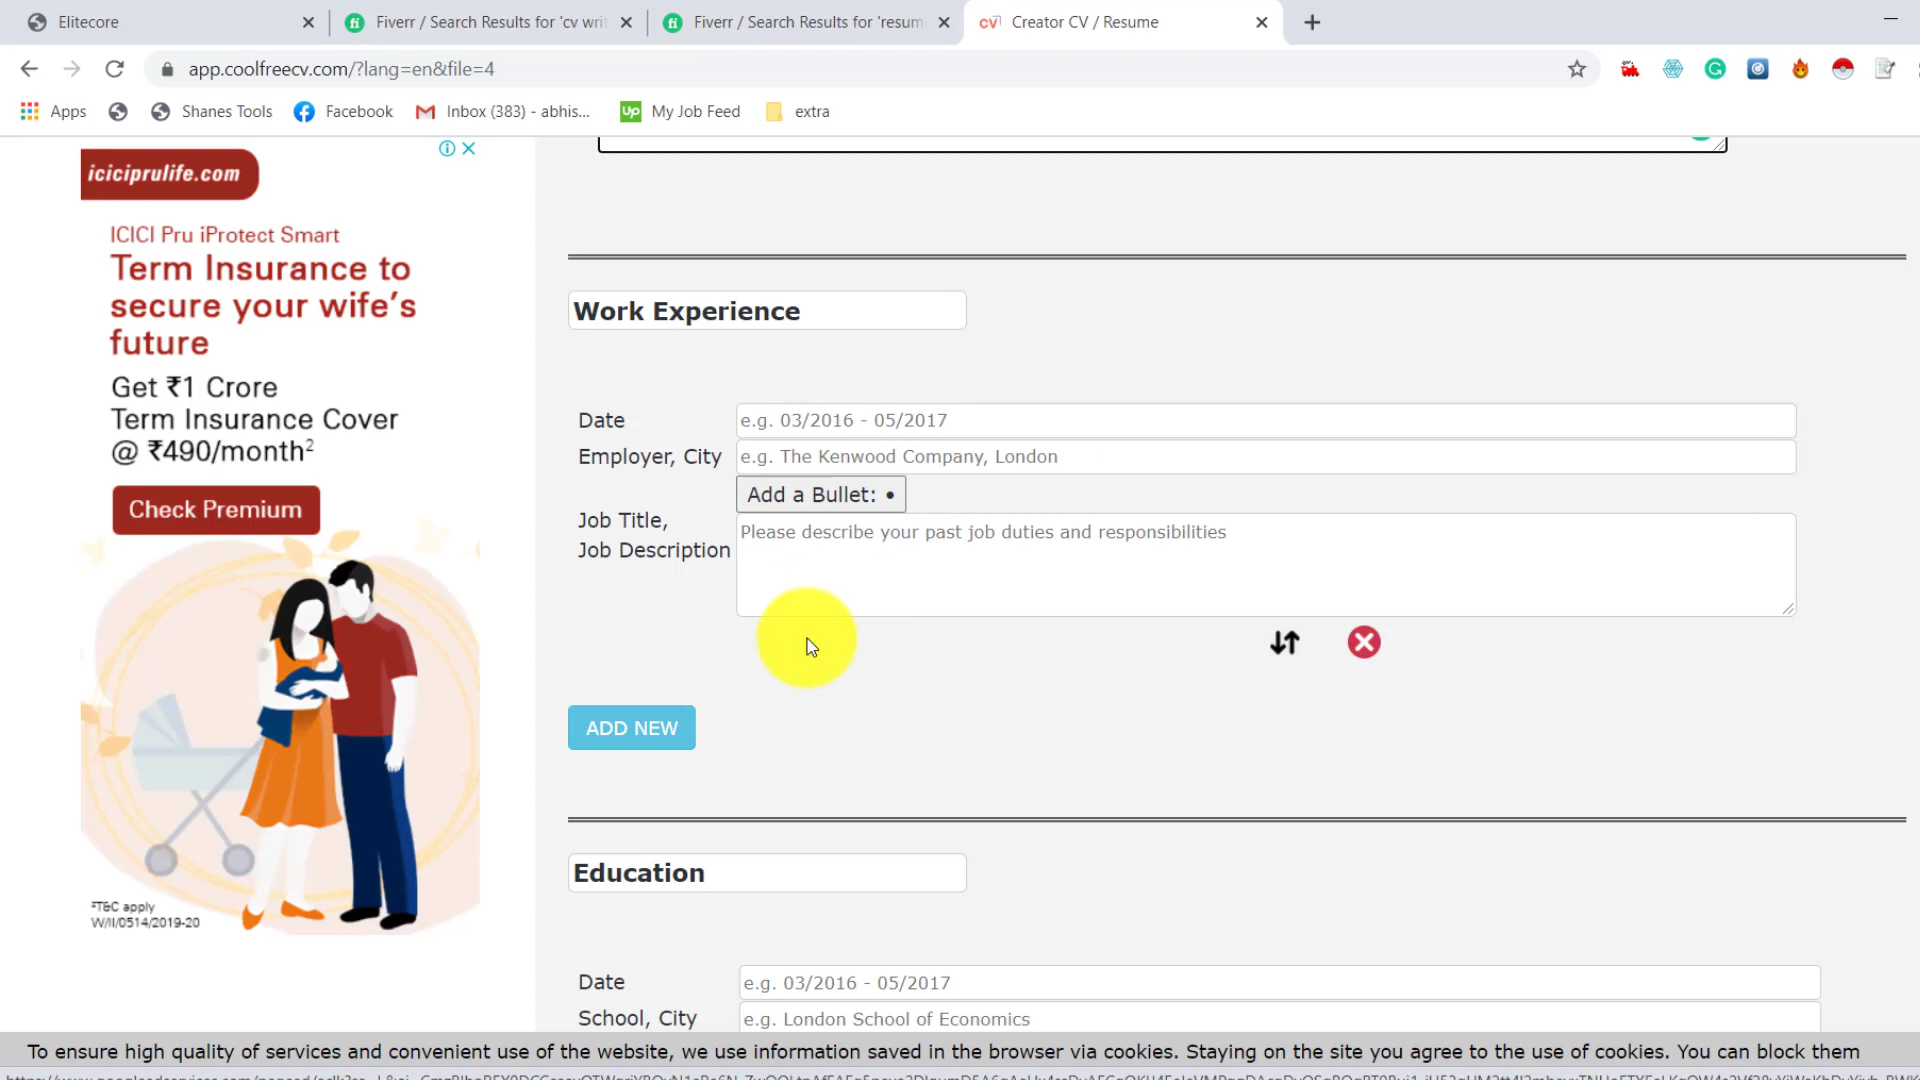 Elitecore
Fiverr / Search Results for 'cv writ
Fiverr / Search Results for 'resum
CV Creator CV / Resume
app.coolfreecv.com/?lang=en&file=4
Apps
Shanes Tools
Facebook
Inbox (383) - abhis...
Up My Job Feed
extra
iciciprulife.com
ICICI Pru iProtect Smart
Term Insurance to
secure your wife's
future
Get ₹1 Crore
Term Insurance Cover
@ ₹490/month²
Check Premium
²T&C apply
W/II/0514/2019-20
Work Experience
Date e.g. 03/2016 - 05/2017
Employer, City e.g. The Kenwood Company, London
Add a Bullet: •
Job Title,
Job Description
Please describe your past job duties and responsibilities
ADD NEW
Education
Date e.g. 03/2016 - 05/2017
School, City e.g. London School of Economics
To ensure high quality of services and convenient use of the website, we use information saved in the browser via cookies. Staying on the site you agree to the use of cookies. You can block them